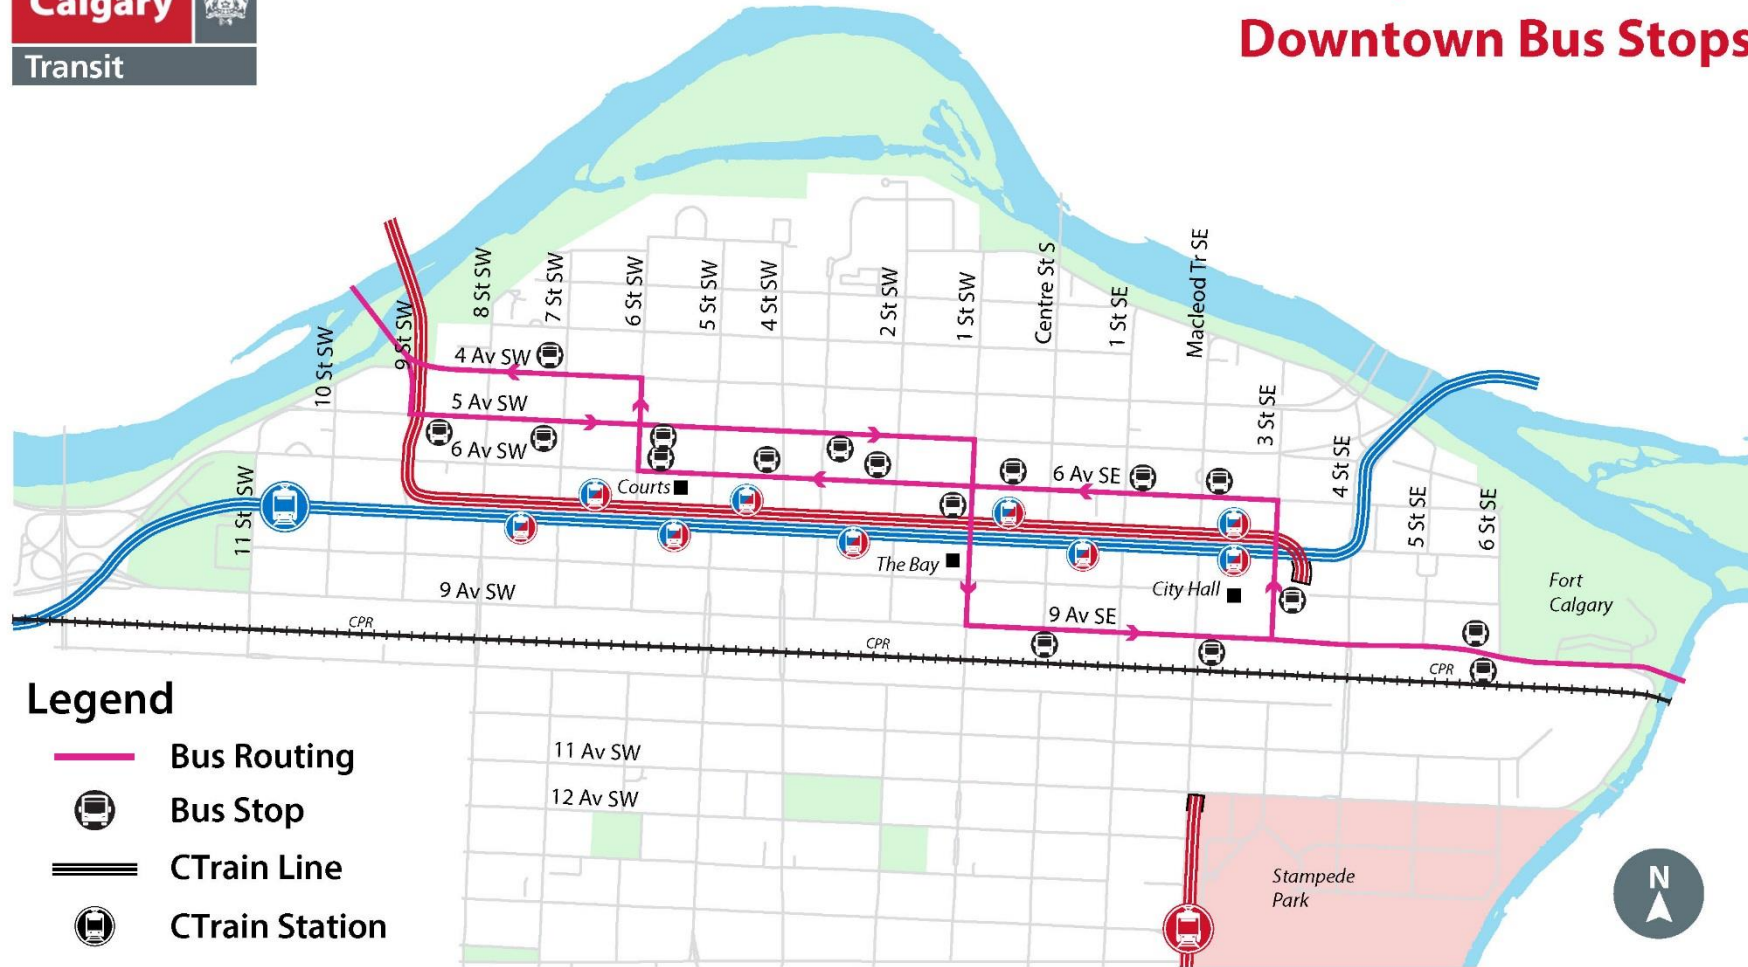 Calgary
Transit
Downtown Bus Stops
10 St SW
9 St SW
8 St SW
7 St SW
6 St SW
5 St SW
4 St SW
2 St SW
1 St SW
Centre St S
1 St SE
Macleod Tr SE
3 St SE
4 St SE
5 St SE
6 St SE
11 St SW
4 Av SW
5 Av SW
6 Av SW
6 Av SE
Courts
The Bay
City Hall
9 Av SW
9 Av SE
Fort
Calgary
CPR
CPR
CPR
11 Av SW
12 Av SW
Stampede
Park
N
Legend
Bus Routing
Bus Stop
CTrain Line
CTrain Station